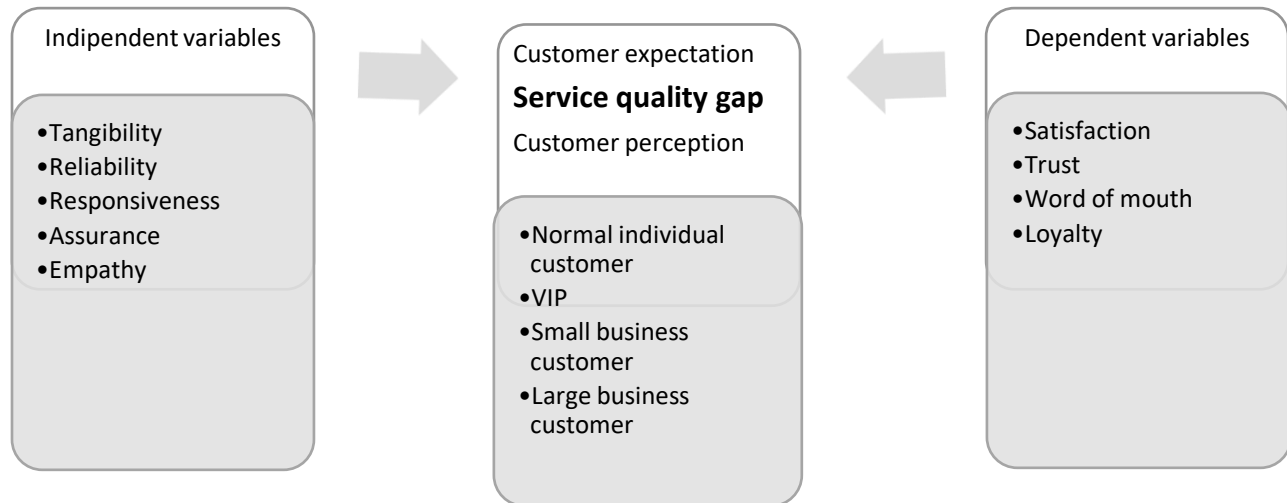 Indipendent variables
•Tangibility
•Reliability
•Responsiveness
•Assurance
•Empathy
Customer expectation
Service quality gap
Customer perception
•Normal individual
customer
•VIP
•Small business
customer
•Large business
customer
Dependent variables
•Satisfaction
•Trust
•Word of mouth
•Loyalty